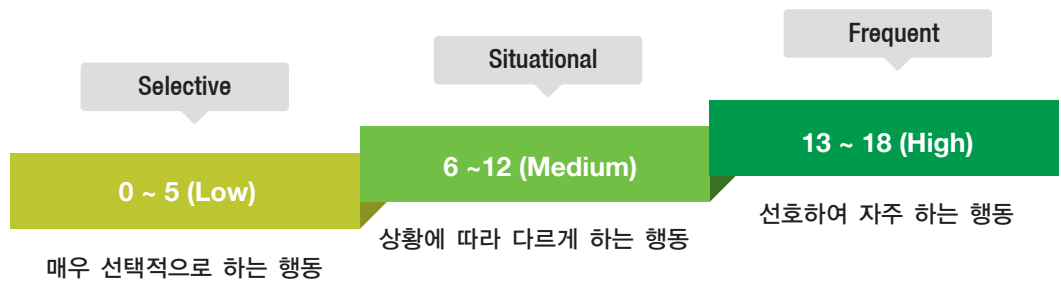 Selective
0 ~ 5 (Low)
매우 선택적으로 하는 행동
Situational
6 ~12 (Medium)
상황에 따라 다르게 하는 행동
Frequent
13 ~ 18 (High)
선호하여 자주 하는 행동